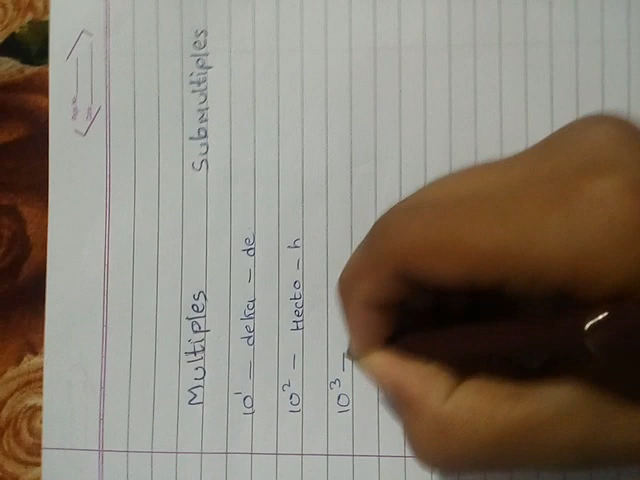 Multiples Submultiples
10¹ – deka – de
10² – Hecto – h
10³ –